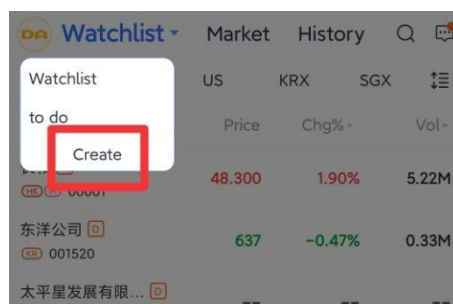 DA Watchlist Market History
Watchlist US KRX SGX
to do Price Chg% Vol
Create
48.300 1.90% 5.22M
HK 00001
东洋公司 D 637 -0.47% 0.33M
KR 001520
太平星发展有限... D